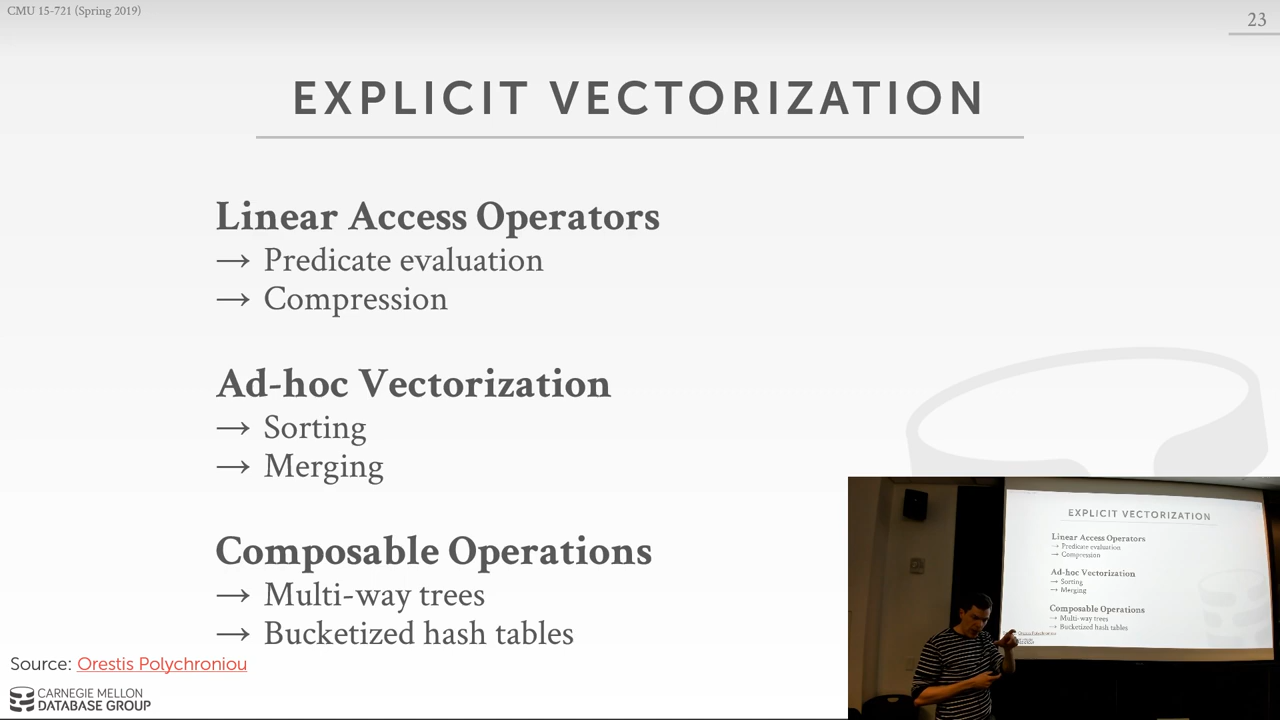 CMU 15-721 (Spring 2019)
23
EXPLICIT VECTORIZATION
Linear Access Operators
→ Predicate evaluation
→ Compression
Ad-hoc Vectorization
→ Sorting
→ Merging
Composable Operations
→ Multi-way trees
→ Bucketized hash tables
Source: Orestis Polychroniou
CARNEGIE MELLON
DATABASE GROUP
EXPLICIT VECTORIZATION
Linear Access Operators
→ Predicate evaluation
→ Compression
Ad-hoc Vectorization
→ Sorting
→ Merging
Composable Operations
→ Multi-way trees
→ Bucketized hash tables